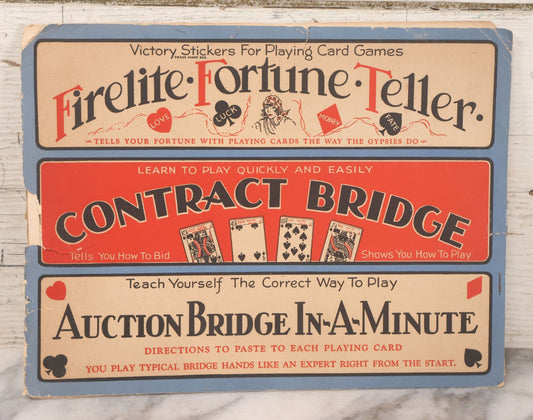 Victory Stickers For Playing Card Games
TRADE MARK REG
Firelite · Fortune · Teller ·
LOVE LUCK MONEY FATE
~ TELLS YOUR FORTUNE WITH PLAYING CARDS THE WAY THE GYPSIES DO ~
LEARN TO PLAY QUICKLY AND EASILY
CONTRACT BRIDGE
Tells You How To Bid Shows You How To Play
Teach Yourself The Correct Way To Play
AUCTION BRIDGE IN-A-MINUTE
DIRECTIONS TO PASTE TO EACH PLAYING CARD
YOU PLAY TYPICAL BRIDGE HANDS LIKE AN EXPERT RIGHT FROM THE START.